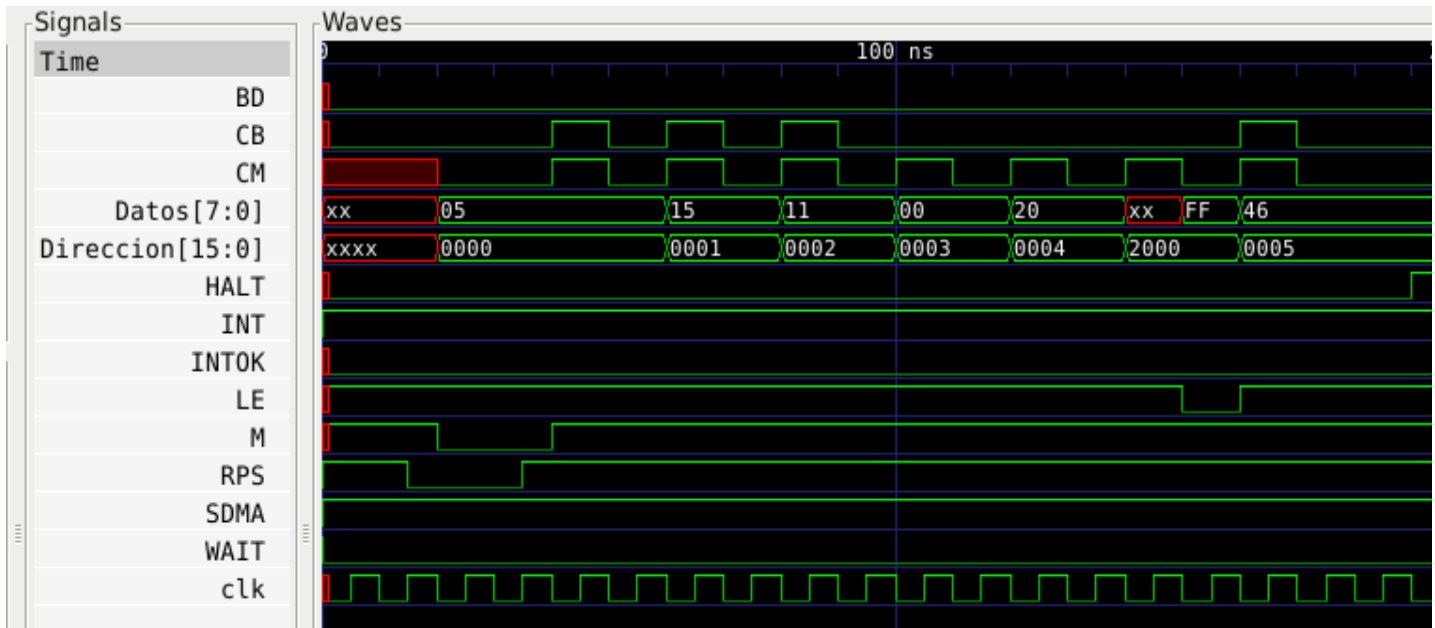 Signals Waves
Time 0 100 ns
BD
CB
CM
Datos[7:0] xx 05 15 11 00 20 xx FF 46
Direccion[15:0] xxxx 0000 0001 0002 0003 0004 2000 0005
HALT
INT
INTOK
LE
M
RPS
SDMA
WAIT
clk